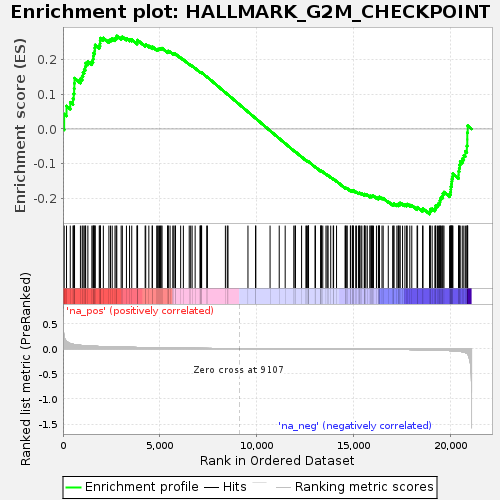 Enrichment plot: HALLMARK_G2M_CHECKPOINT
Enrichment score (ES)
0.2
0.1
0.0
-0.1
-0.2
'na_pos' (positively correlated)
Ranked list metric (PreRanked)
0.5
0.0
-0.5
-1.0
-1.5
Zero cross at 9107
'na_neg' (negatively correlated)
0
5,000
10,000
15,000
20,000
Rank in Ordered Dataset
Enrichment profile
Hits
Ranking metric scores